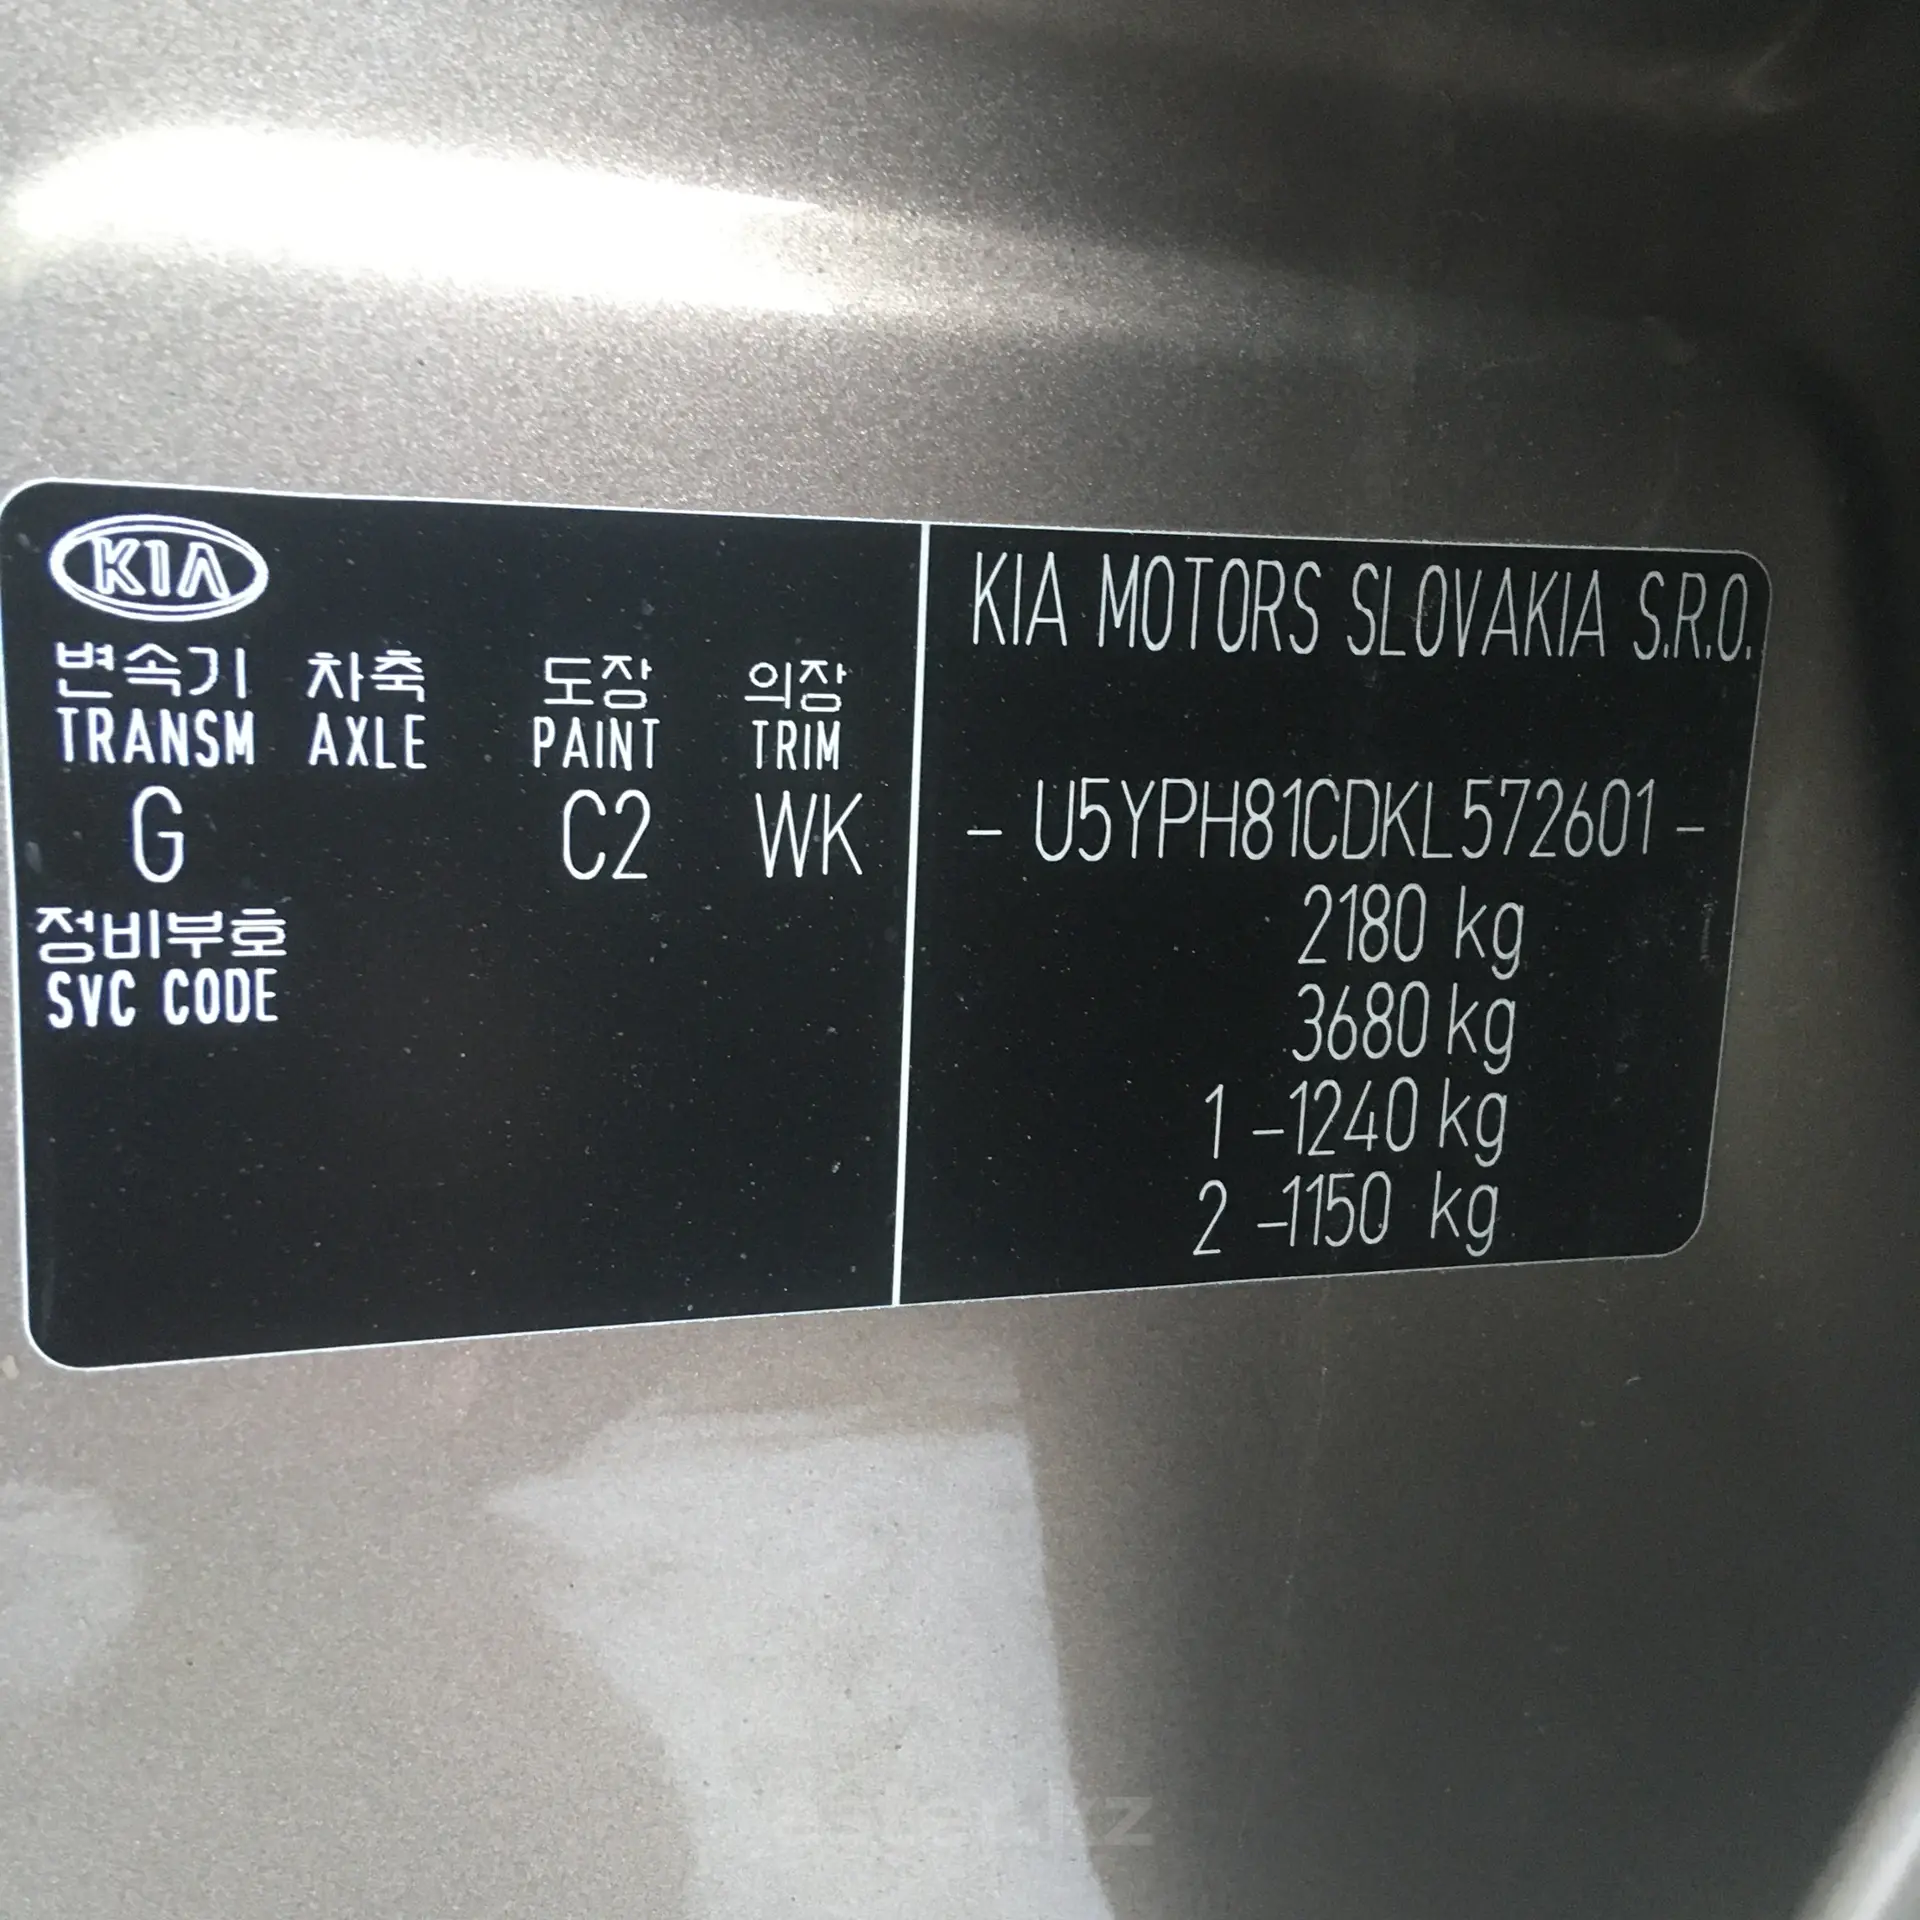 KIA
변속기 차축 도장 의장
TRANSM AXLE PAINT TRIM
G C2 WK
정비부호
SVC CODE
KIA MOTORS SLOVAKIA S.R.O.
- U5YPH81CDKL572601 -
2180 kg
3680 kg
1 -1240 kg
2 -1150 kg